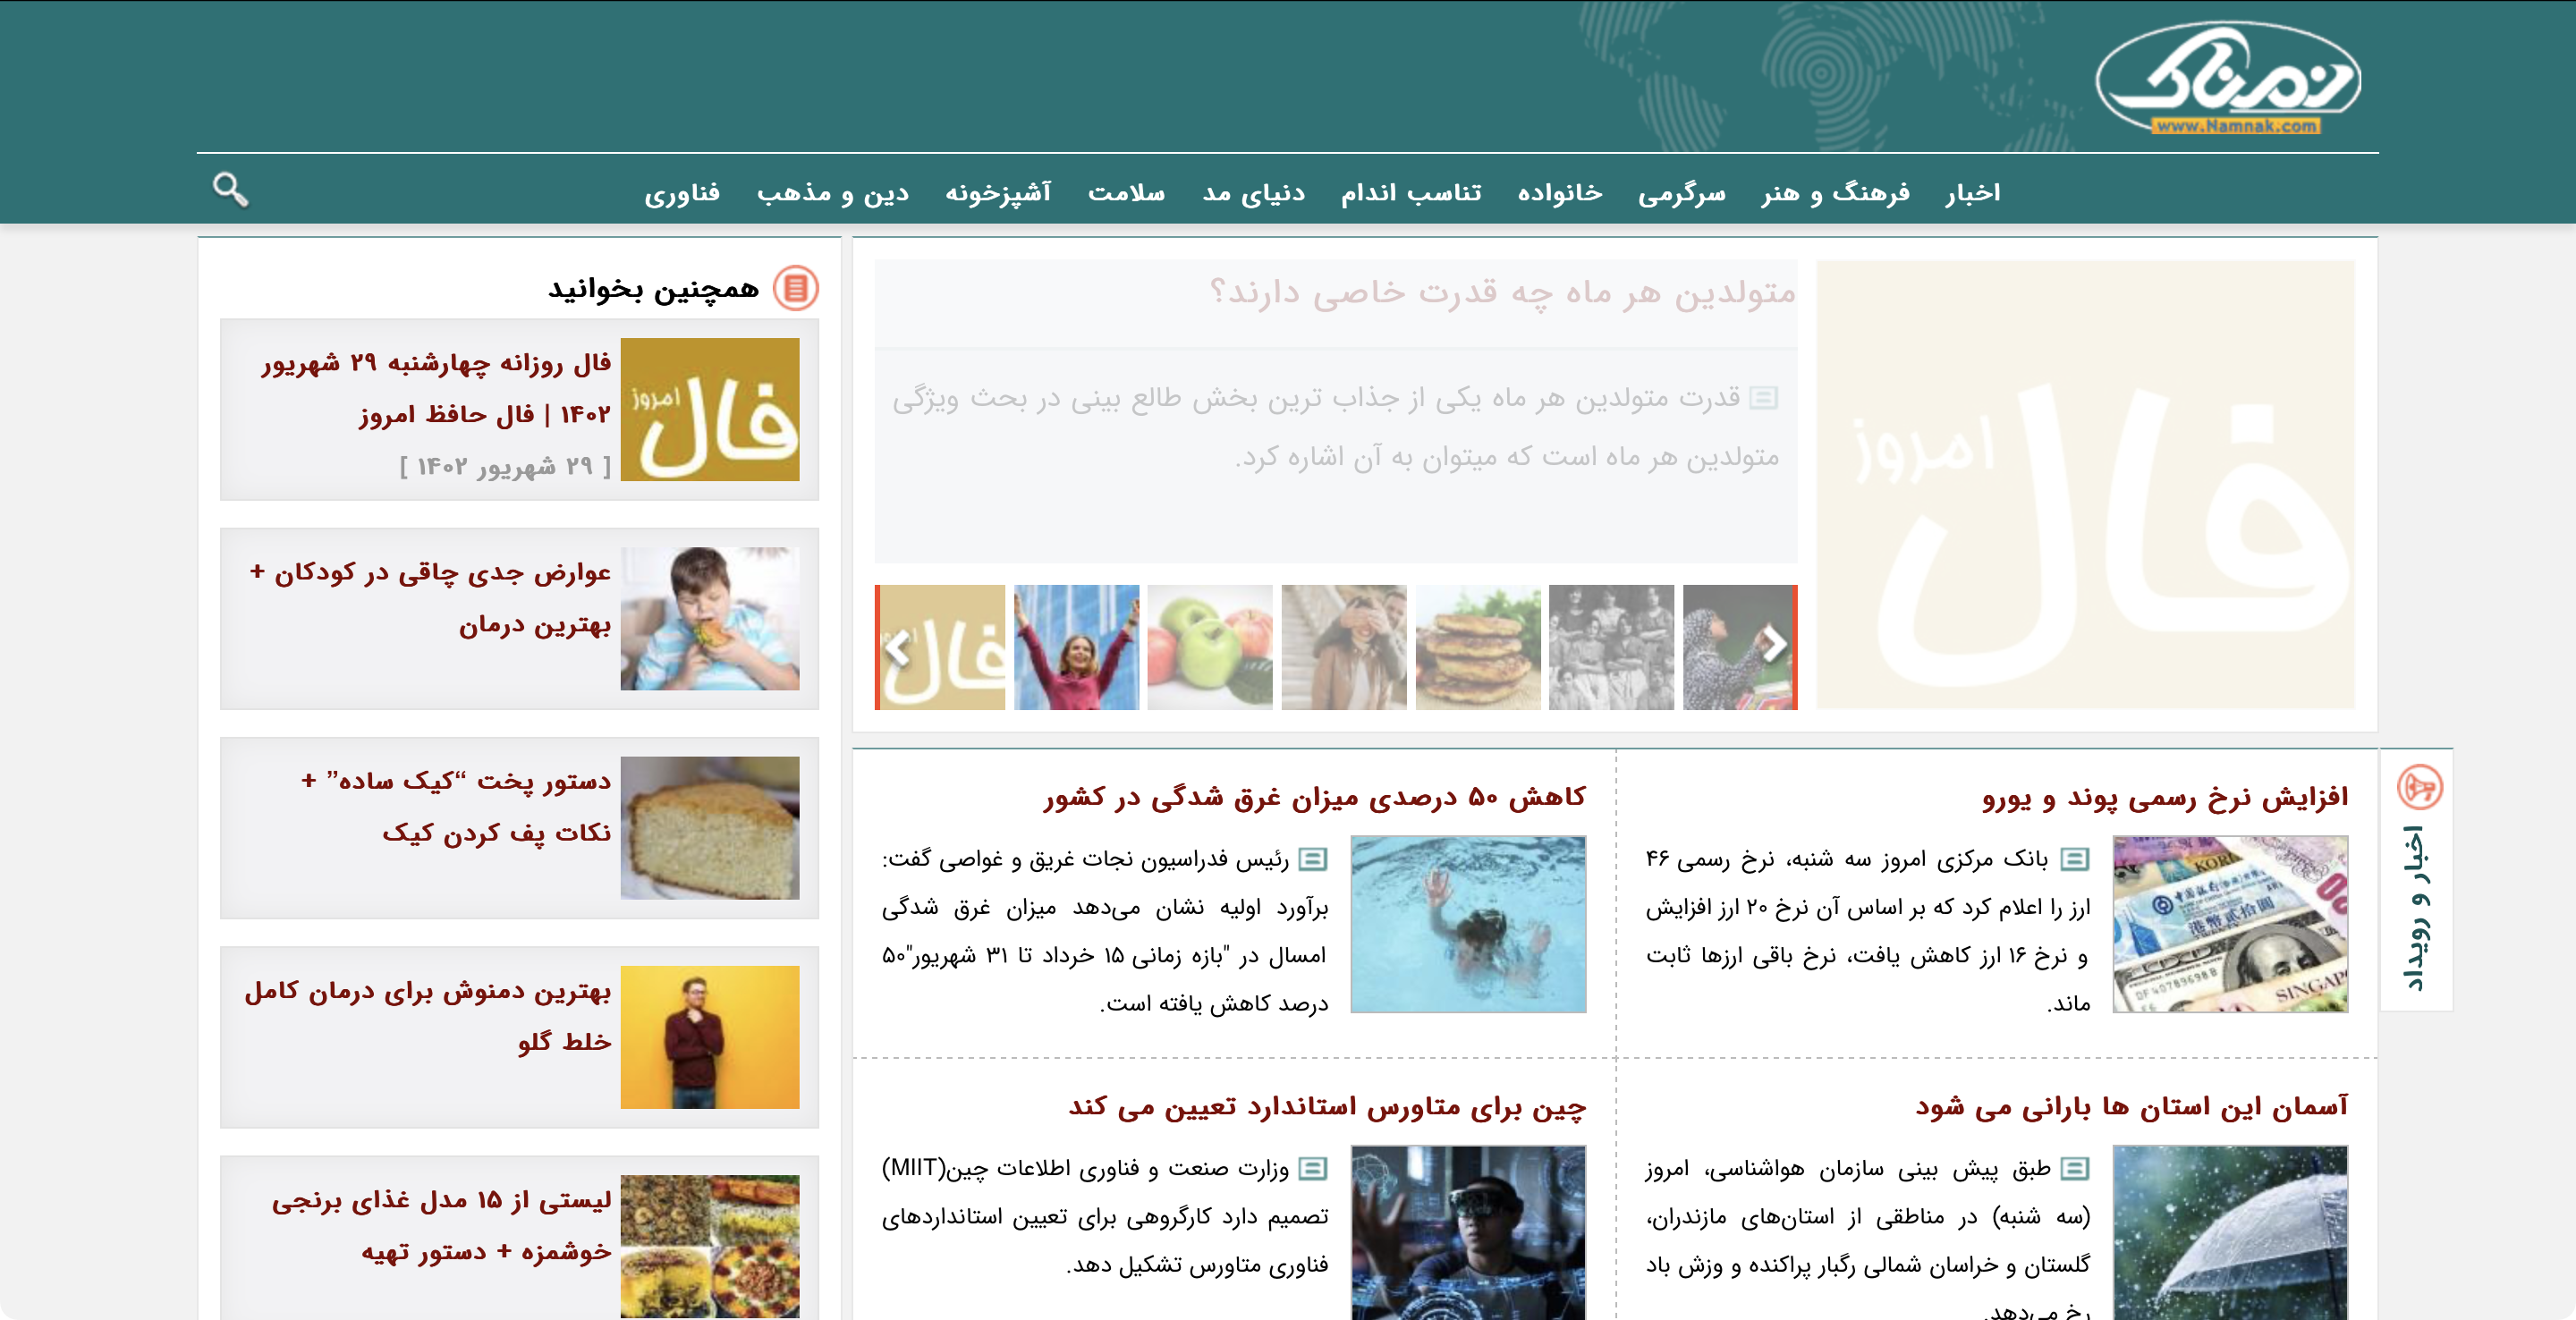 نمناک
www.Namnak.com
اخبار
فرهنگ و هنر
سرگرمی
خانواده
تناسب اندام
دنیای مد
سلامت
آشپزخونه
دین و مذهب
فناوری
فال امروز
متولدین هر ماه چه قدرت خاصی دارند؟
قدرت متولدین هر ماه یکی از جذاب ترین بخش طالع بینی در بحث ویژگی
متولدین هر ماه است که میتوان به آن اشاره کرد.
فال
اخبار و رویداد
افزایش نرخ رسمی پوند و یورو
بانک مرکزی امروز سه شنبه، نرخ رسمی ۴۶
ارز را اعلام کرد که بر اساس آن نرخ ۲۰ ارز افزایش
و نرخ ۱۶ ارز کاهش یافت، نرخ باقی ارزها ثابت
ماند.
SINGAP
کاهش ۵۰ درصدی میزان غرق شدگی در کشور
رئیس فدراسیون نجات غریق و غواصی گفت:
برآورد اولیه نشان می‌دهد میزان غرق شدگی
امسال در "بازه زمانی ۱۵ خرداد تا ۳۱ شهریور"۵۰
درصد کاهش یافته است.
آسمان این استان ها بارانی می شود
طبق پیش بینی سازمان هواشناسی، امروز
(سه شنبه) در مناطقی از استان‌های مازندران،
گلستان و خراسان شمالی رگبار پراکنده و وزش باد
رخ می‌دهد.
چین برای متاورس استاندارد تعیین می کند
وزارت صنعت و فناوری اطلاعات چین(MIIT)
تصمیم دارد کارگروهی برای تعیین استانداردهای
فناوری متاورس تشکیل دهد.
همچنین بخوانید
فال امروز
فال روزانه چهارشنبه ۲۹ شهریور
۱۴۰۲ | فال حافظ امروز
[ ۲۹ شهریور ۱۴۰۲ ]
عوارض جدی چاقی در کودکان +
بهترین درمان
دستور پخت “کیک ساده” +
نکات پف کردن کیک
بهترین دمنوش برای درمان کامل
خلط گلو
لیستی از ۱۵ مدل غذای برنجی
خوشمزه + دستور تهیه